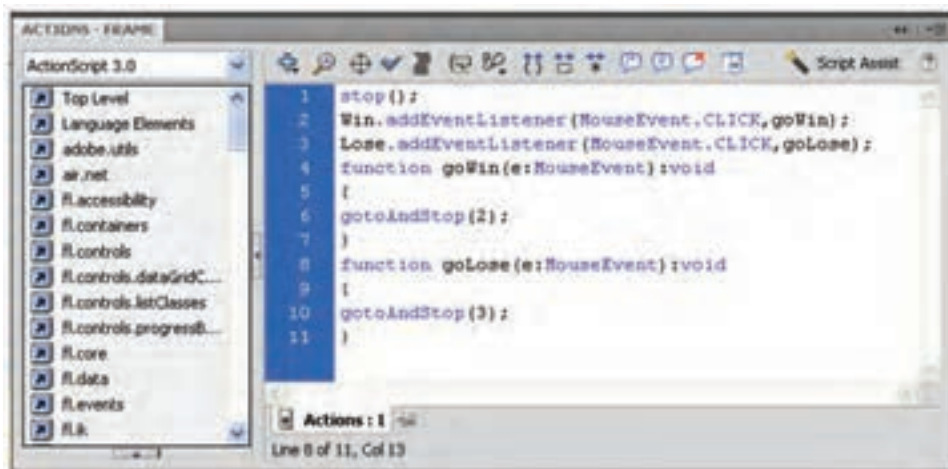 ACTIONS - FRAME
ActionScript 3.0
Script Assist
Top Level
Language Elements
adobe.utils
air.net
fl.accessibility
fl.containers
fl.controls
fl.controls.dataGridC...
fl.controls.listClasses
fl.controls.progressB...
fl.core
fl.data
fl.events
fl.ik
1 stop();
2 Win.addEventListener(MouseEvent.CLICK,goWin);
3 Lose.addEventListener(MouseEvent.CLICK,goLose);
4 function goWin(e:MouseEvent):void
5 {
6 gotoAndStop(2);
7 }
8 function goLose(e:MouseEvent):void
9 {
10 gotoAndStop(3);
11 }
Actions : 1
Line 8 of 11, Col 13